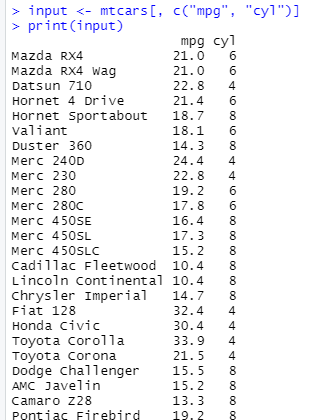 > input <- mtcars[, c("mpg", "cyl")]
> print(input)
mpg cyl
Mazda RX4 21.0 6
Mazda RX4 Wag 21.0 6
Datsun 710 22.8 4
Hornet 4 Drive 21.4 6
Hornet Sportabout 18.7 8
Valiant 18.1 6
Duster 360 14.3 8
Merc 240D 24.4 4
Merc 230 22.8 4
Merc 280 19.2 6
Merc 280C 17.8 6
Merc 450SE 16.4 8
Merc 450SL 17.3 8
Merc 450SLC 15.2 8
Cadillac Fleetwood 10.4 8
Lincoln Continental 10.4 8
Chrysler Imperial 14.7 8
Fiat 128 32.4 4
Honda Civic 30.4 4
Toyota Corolla 33.9 4
Toyota Corona 21.5 4
Dodge Challenger 15.5 8
AMC Javelin 15.2 8
Camaro Z28 13.3 8
Pontiac Firebird 19.2 8